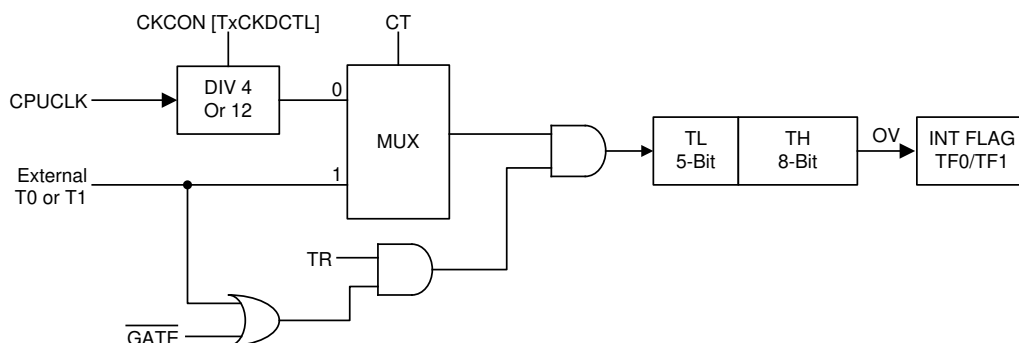 CKCON [TxCKDCTL]
CT
CPUCLK
DIV 4
Or 12
0
MUX
External
T0 or T1
1
TL
5-Bit
TH
8-Bit
OV
INT FLAG
TF0/TF1
TR
GATE